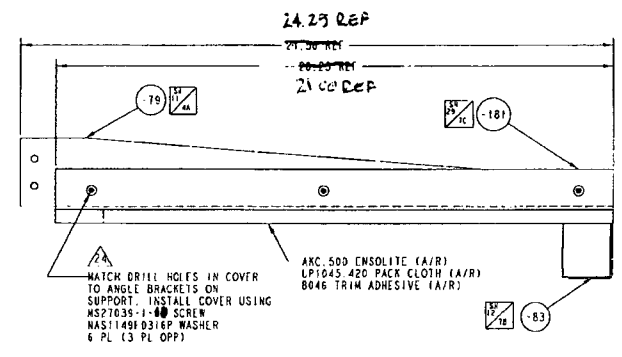 24.25 REF
21.50 REF
20.25 REF
21.00 REF
-79
SH
11
4A
SH
29
7C
-181
24
MATCH DRILL HOLES IN COVER
TO ANGLE BRACKETS ON
SUPPORT. INSTALL COVER USING
MS27039-1- SCREW
NAS1149F0316P WASHER
6 PL (3 PL OPP)
AKC.500 ENSOLITE (A/R)
LP1045.420 PACK CLOTH (A/R)
8046 TRIM ADHESIVE (A/R)
SH
12
7B
-83